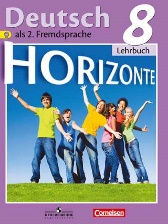 Deutsch 8
als 2. Fremdsprache
Lehrbuch
HORIZONTE
Cornelsen